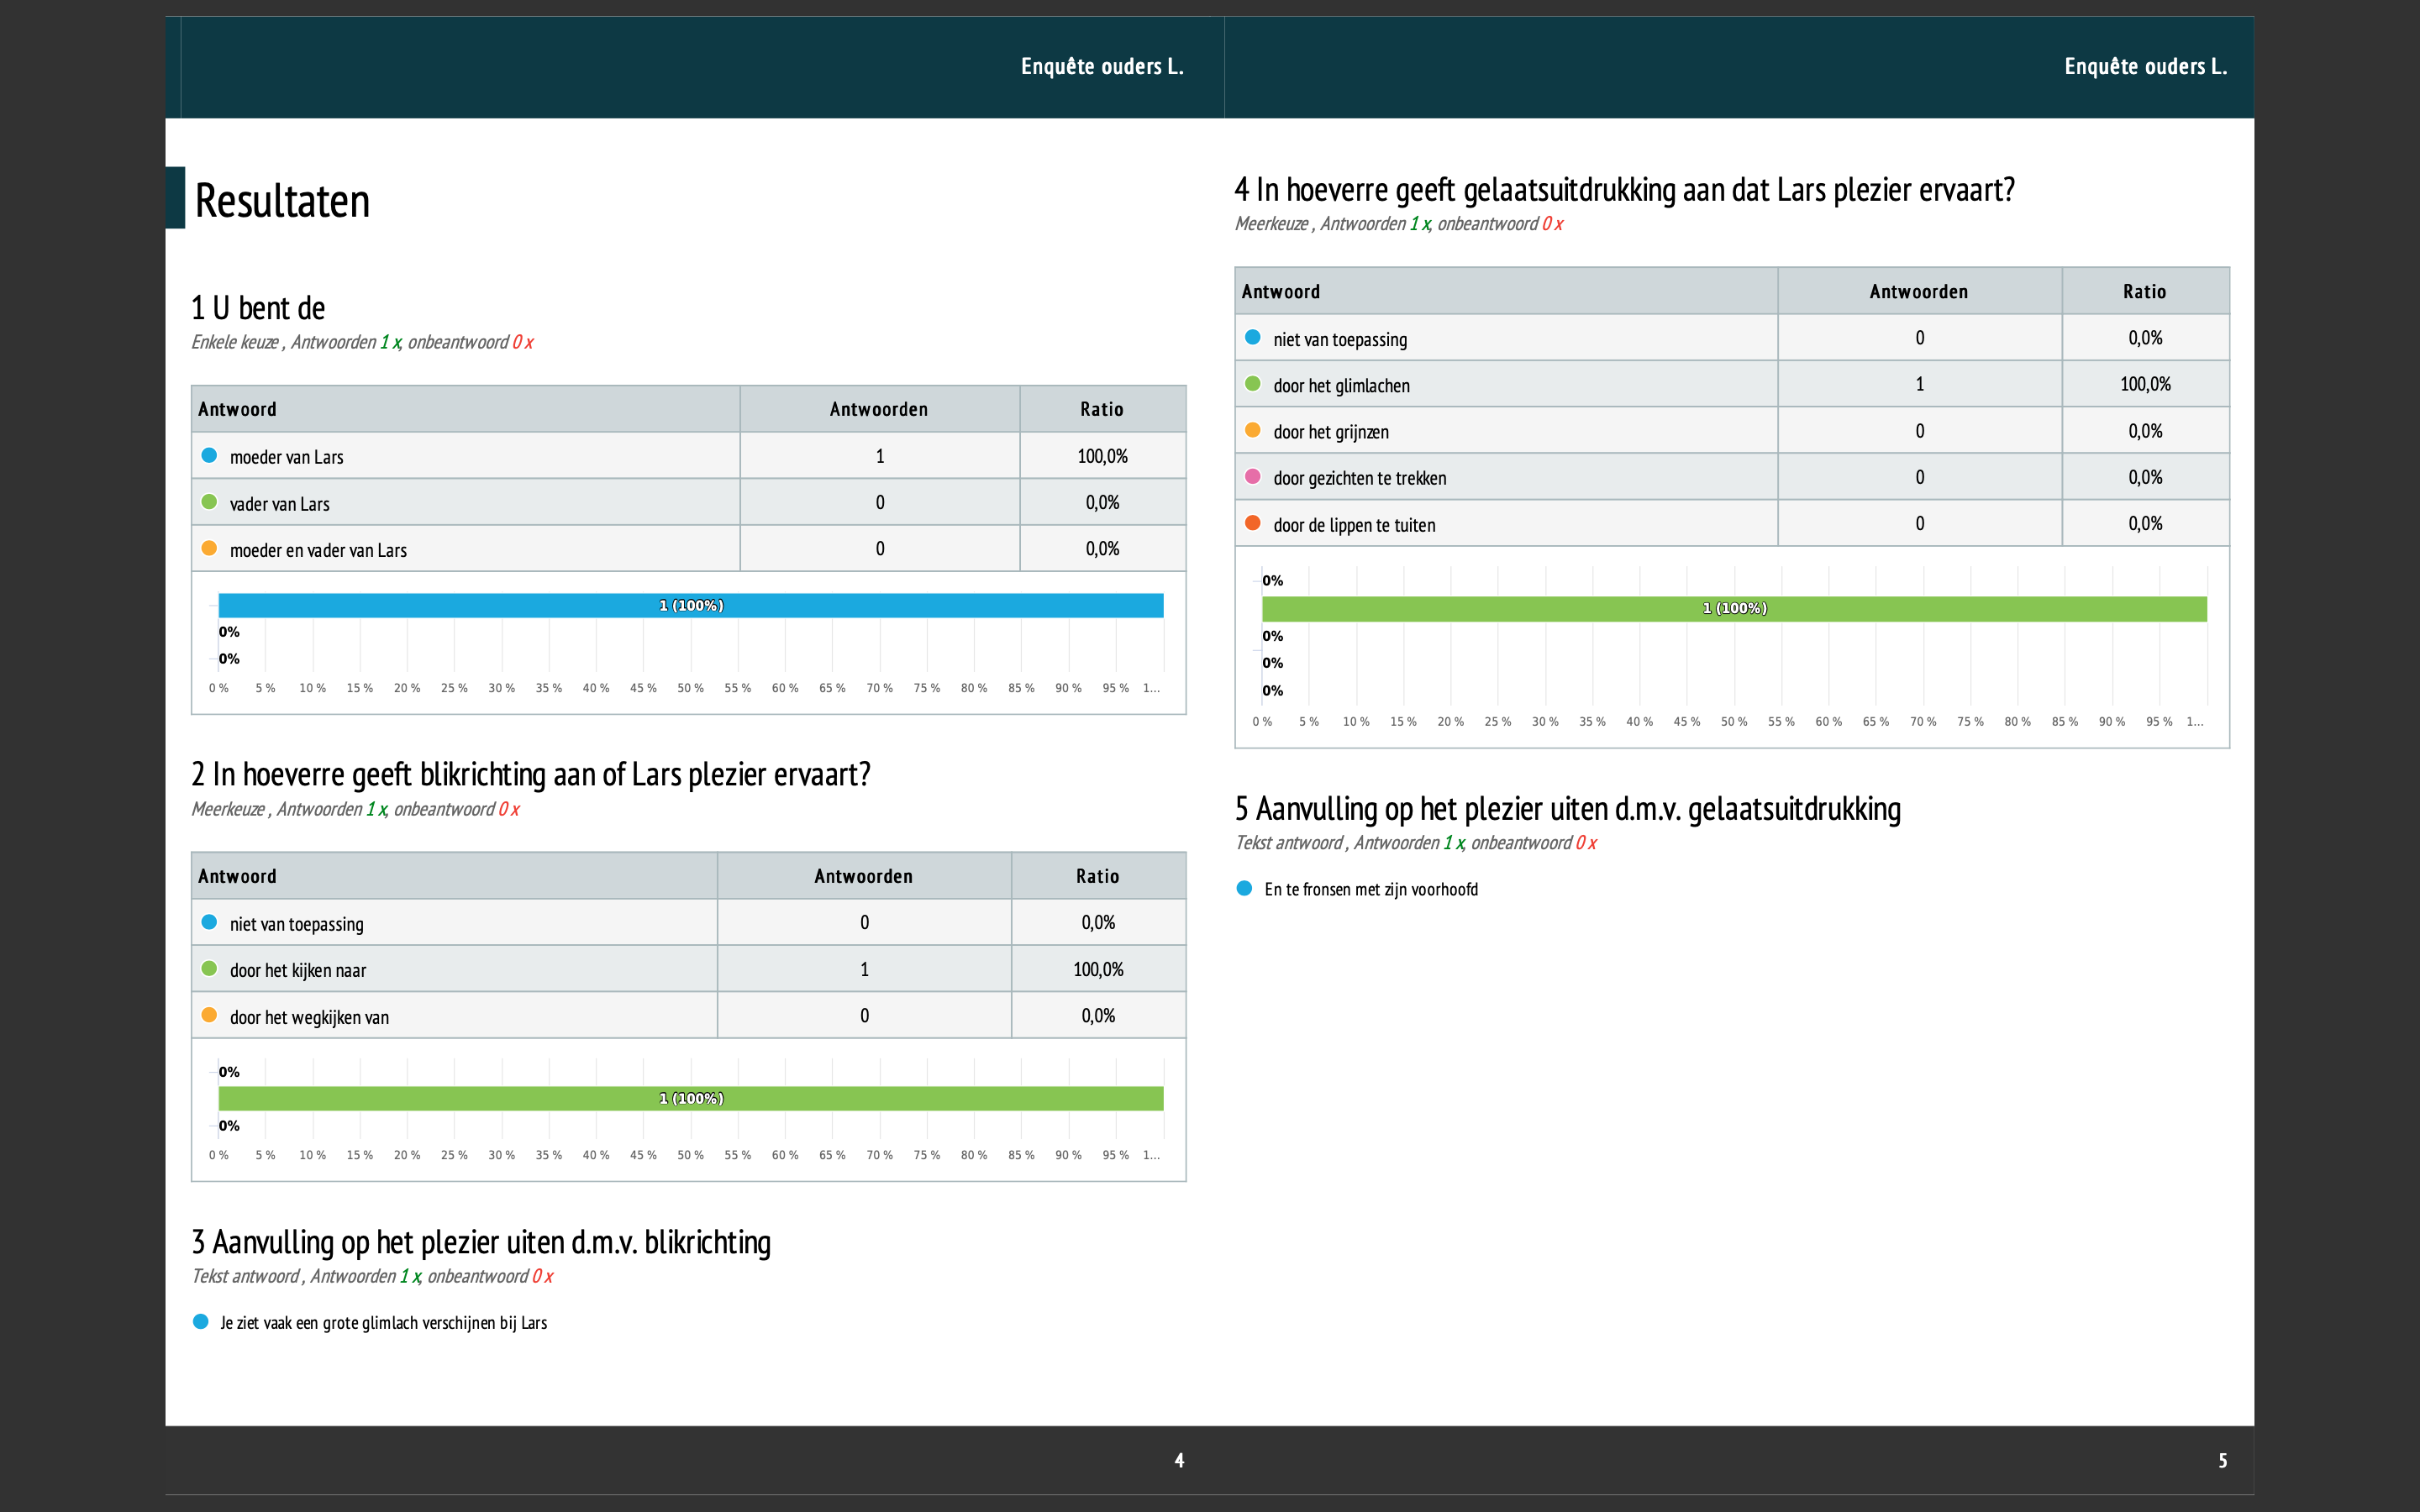 Enquête ouders L.
Resultaten
1 U bent de
Enkele keuze , Antwoorden 1 x, onbeantwoord 0 x
Antwoord Antwoorden Ratio
moeder van Lars 1 100,0%
vader van Lars 0 0,0%
moeder en vader van Lars 0 0,0%
1 (100%)
0%
0%
0 % 5 % 10 % 15 % 20 % 25 % 30 % 35 % 40 % 45 % 50 % 55 % 60 % 65 % 70 % 75 % 80 % 85 % 90 % 95 % 1...
2 In hoeverre geeft blikrichting aan of Lars plezier ervaart?
Meerkeuze , Antwoorden 1 x, onbeantwoord 0 x
Antwoord Antwoorden Ratio
niet van toepassing 0 0,0%
door het kijken naar 1 100,0%
door het wegkijken van 0 0,0%
0%
1 (100%)
0%
0 % 5 % 10 % 15 % 20 % 25 % 30 % 35 % 40 % 45 % 50 % 55 % 60 % 65 % 70 % 75 % 80 % 85 % 90 % 95 % 1...
3 Aanvulling op het plezier uiten d.m.v. blikrichting
Tekst antwoord , Antwoorden 1 x, onbeantwoord 0 x
Je ziet vaak een grote glimlach verschijnen bij Lars
4
Enquête ouders L.
4 In hoeverre geeft gelaatsuitdrukking aan dat Lars plezier ervaart?
Meerkeuze , Antwoorden 1 x, onbeantwoord 0 x
Antwoord Antwoorden Ratio
niet van toepassing 0 0,0%
door het glimlachen 1 100,0%
door het grijnzen 0 0,0%
door gezichten te trekken 0 0,0%
door de lippen te tuiten 0 0,0%
0%
1 (100%)
0%
0%
0%
0 % 5 % 10 % 15 % 20 % 25 % 30 % 35 % 40 % 45 % 50 % 55 % 60 % 65 % 70 % 75 % 80 % 85 % 90 % 95 % 1...
5 Aanvulling op het plezier uiten d.m.v. gelaatsuitdrukking
Tekst antwoord , Antwoorden 1 x, onbeantwoord 0 x
En te fronsen met zijn voorhoofd
5